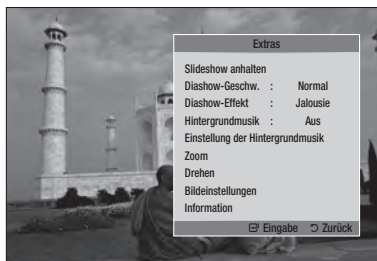 Extras
Slideshow anhalten
Diashow-Geschw. : Normal
Diashow-Effekt : Jalousie
Hintergrundmusik : Aus
Einstellung der Hintergrundmusik
Zoom
Drehen
Bildeinstellungen
Information
Eingabe Zurück